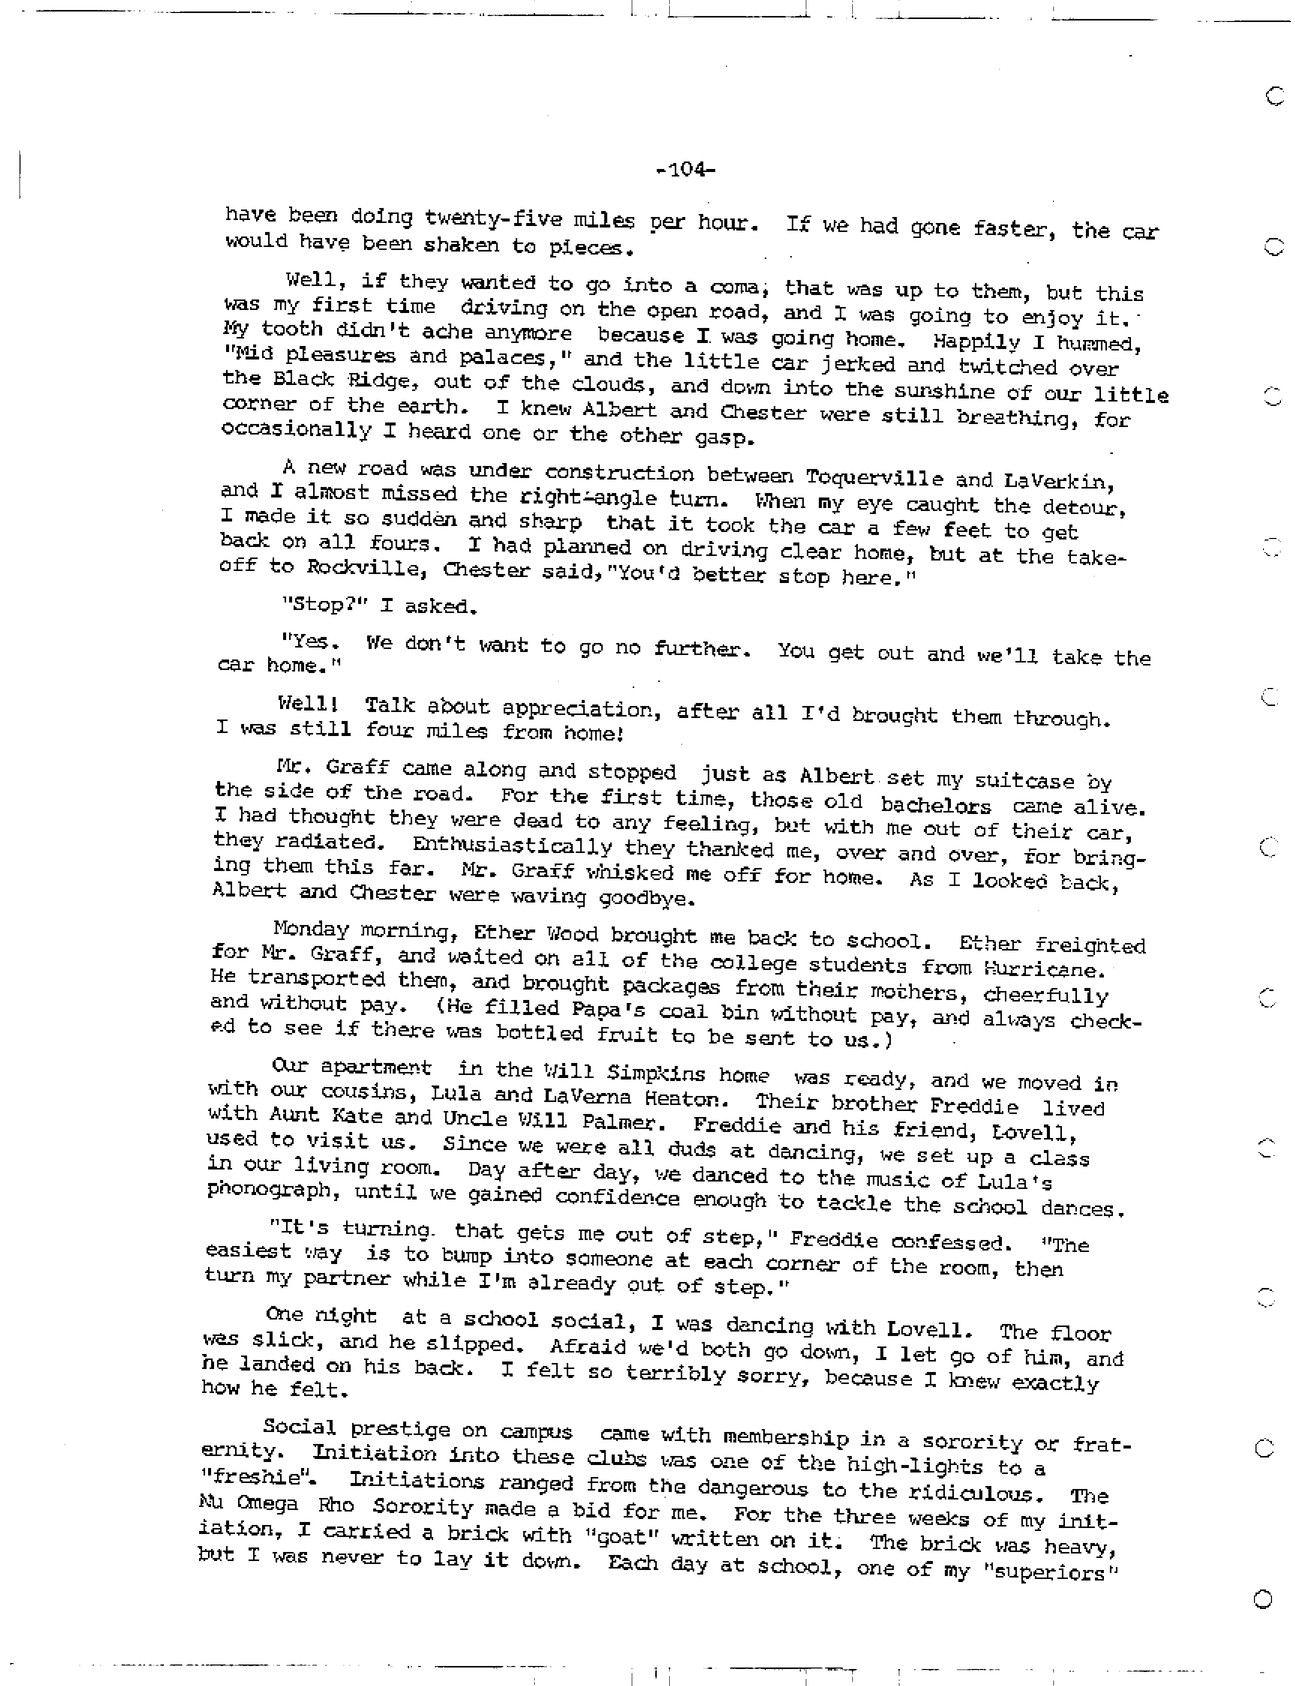 -104-
have been doing twenty-five miles per hour. If we had gone faster, the car
would have been shaken to pieces.
Well, if they wanted to go into a coma, that was up to them, but this
was my first time driving on the open road, and I was going to enjoy it.
My tooth didn't ache anymore because I was going home. Happily I hummed,
"Mid pleasures and palaces," and the little car jerked and twitched over
the Black Ridge, out of the clouds, and down into the sunshine of our little
corner of the earth. I knew Albert and Chester were still breathing, for
occasionally I heard one or the other gasp.
A new road was under construction between Toquerville and LaVerkin,
and I almost missed the right-angle turn. When my eye caught the detour,
I made it so sudden and sharp that it took the car a few feet to get
back on all fours. I had planned on driving clear home, but at the take-
off to Rockville, Chester said,"You'd better stop here."
"Stop?" I asked.
"Yes. We don't want to go no further. You get out and we'll take the
car home."
Well! Talk about appreciation, after all I'd brought them through.
I was still four miles from home!
Mr. Graff came along and stopped just as Albert set my suitcase by
the side of the road. For the first time, those old bachelors came alive.
I had thought they were dead to any feeling, but with me out of their car,
they radiated. Enthusiastically they thanked me, over and over, for bring-
ing them this far. Mr. Graff whisked me off for home. As I looked back,
Albert and Chester were waving goodbye.
Monday morning, Ether Wood brought me back to school. Ether freighted
for Mr. Graff, and waited on all of the college students from Hurricane.
He transported them, and brought packages from their mothers, cheerfully
and without pay. (He filled Papa's coal bin without pay, and always check-
ed to see if there was bottled fruit to be sent to us.)
Our apartment in the Will Simpkins home was ready, and we moved in
with our cousins, Lula and LaVerna Heaton. Their brother Freddie lived
with Aunt Kate and Uncle Will Palmer. Freddie and his friend, Lovell,
used to visit us. Since we were all duds at dancing, we set up a class
in our living room. Day after day, we danced to the music of Lula's
phonograph, until we gained confidence enough to tackle the school dances.
"It's turning that gets me out of step," Freddie confessed. "The
easiest way is to bump into someone at each corner of the room, then
turn my partner while I'm already out of step."
One night at a school social, I was dancing with Lovell. The floor
was slick, and he slipped. Afraid we'd both go down, I let go of him, and
he landed on his back. I felt so terribly sorry, because I knew exactly
how he felt.
Social prestige on campus came with membership in a sorority or frat-
ernity. Initiation into these clubs was one of the high-lights to a
"freshie". Initiations ranged from the dangerous to the ridiculous. The
Nu Omega Rho Sorority made a bid for me. For the three weeks of my init-
iation, I carried a brick with "goat" written on it. The brick was heavy,
but I was never to lay it down. Each day at school, one of my "superiors"